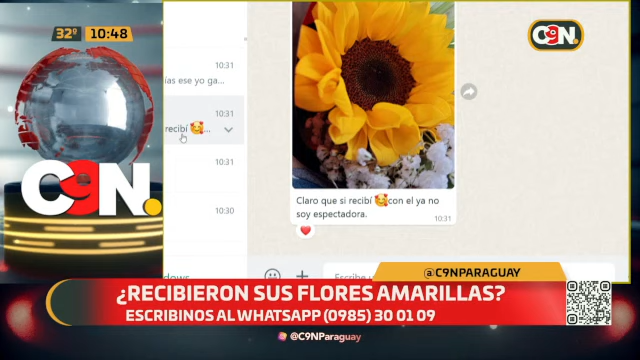 32º
10:48
C9N.
10:31
ías ese yo ga...
10:31
recibí 🥰...
10:31
10:30
C9N.
Claro que si recibí 🥰con el ya no
soy espectadora.
10:31
Escribe
@C9NPARAGUAY
¿RECIBIERON SUS FLORES AMARILLAS?
ESCRIBINOS AL WHATSAPP (0985) 30 01 09
@C9NParaguay